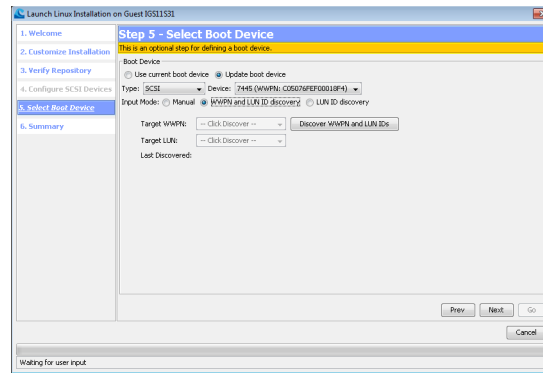 Launch Linux Installation on Guest IGS11S31
1. Welcome
2. Customize Installation
3. Verify Repository
4. Configure SCSI Devices
5. Select Boot Device
6. Summary
Step 5 - Select Boot Device
This is an optional step for defining a boot device.
Boot Device
Use current boot device Update boot device
Type: SCSI Device: 7445 (WWPN: C05076FEF00018F4)
Input Mode: Manual WWPN and LUN ID discovery LUN ID discovery
Target WWPN: -- Click Discover -- Discover WWPN and LUN IDs
Target LUN: -- Click Discover --
Last Discovered:
Prev Next Go
Cancel
Waiting for user input